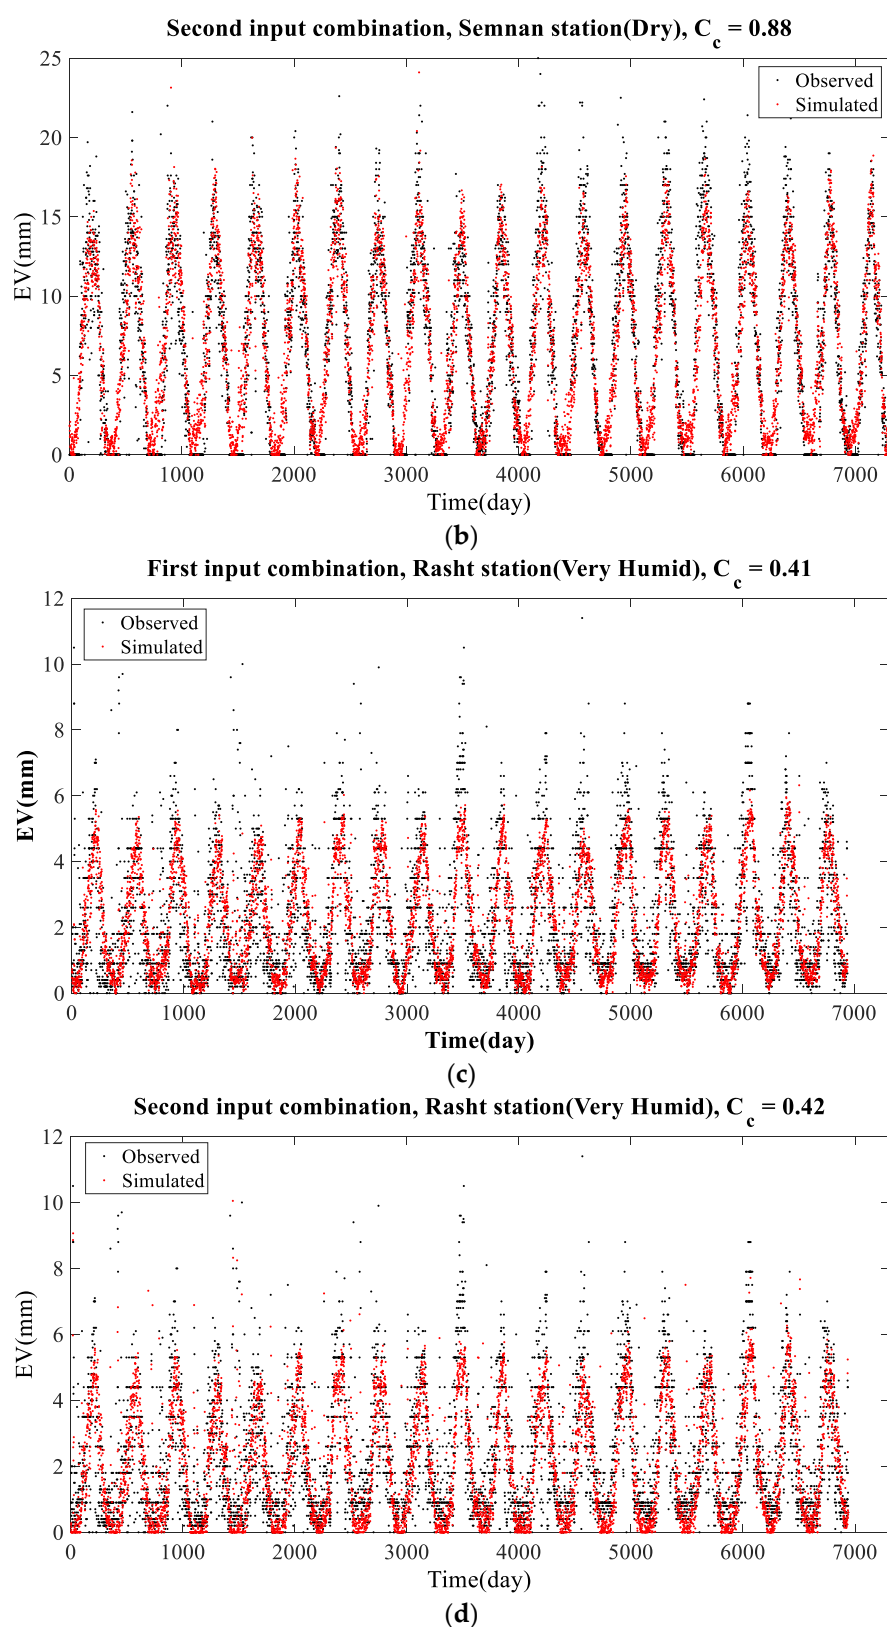 Second input combination, Semnan station(Dry), C_c = 0.88
25
20
15
10
5
0
EV(mm)
Observed
Simulated
0 1000 2000 3000 4000 5000 6000 7000
Time(day)
(b)
First input combination, Rasht station(Very Humid), C_c = 0.41
12
10
8
6
4
2
0
EV(mm)
Observed
Simulated
0 1000 2000 3000 4000 5000 6000 7000
Time(day)
(c)
Second input combination, Rasht station(Very Humid), C_c = 0.42
12
10
8
6
4
2
0
EV(mm)
Observed
Simulated
0 1000 2000 3000 4000 5000 6000 7000
Time(day)
(d)